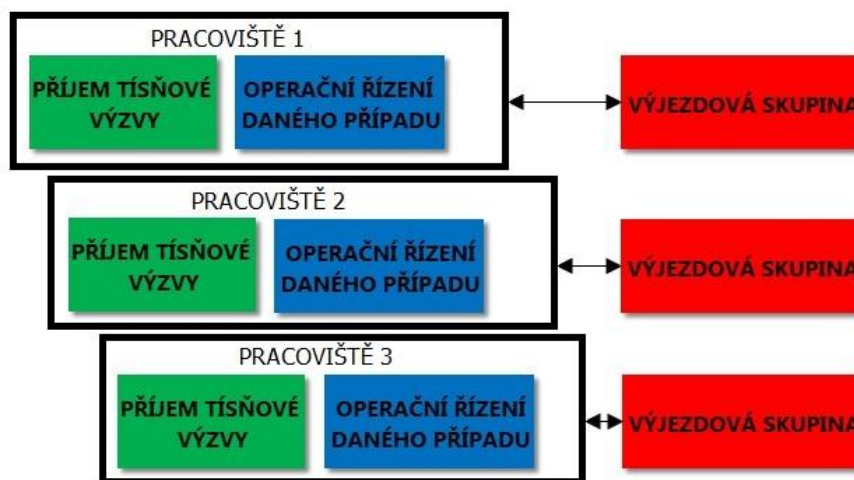 PRACOVIŠTĚ 1
PŘÍJEM TÍSŇOVÉ
VÝZVY
OPERAČNÍ ŘÍZENÍ
DANÉHO PŘÍPADU
VÝJEZDOVÁ SKUPINA
PRACOVIŠTĚ 2
PŘÍJEM TÍSŇOVÉ
VÝZVY
OPERAČNÍ ŘÍZENÍ
DANÉHO PŘÍPADU
VÝJEZDOVÁ SKUPINA
PRACOVIŠTĚ 3
PŘÍJEM TÍSŇOVÉ
VÝZVY
OPERAČNÍ ŘÍZENÍ
DANÉHO PŘÍPADU
VÝJEZDOVÁ SKUPINA